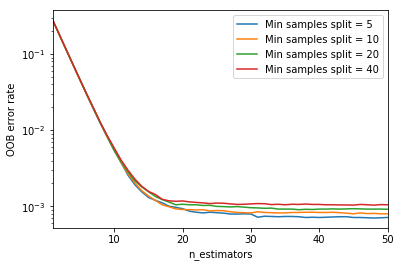 Min samples split = 5
Min samples split = 10
Min samples split = 20
Min samples split = 40
OOB error rate
10⁻¹
10⁻²
10⁻³
10 20 30 40 50
n_estimators